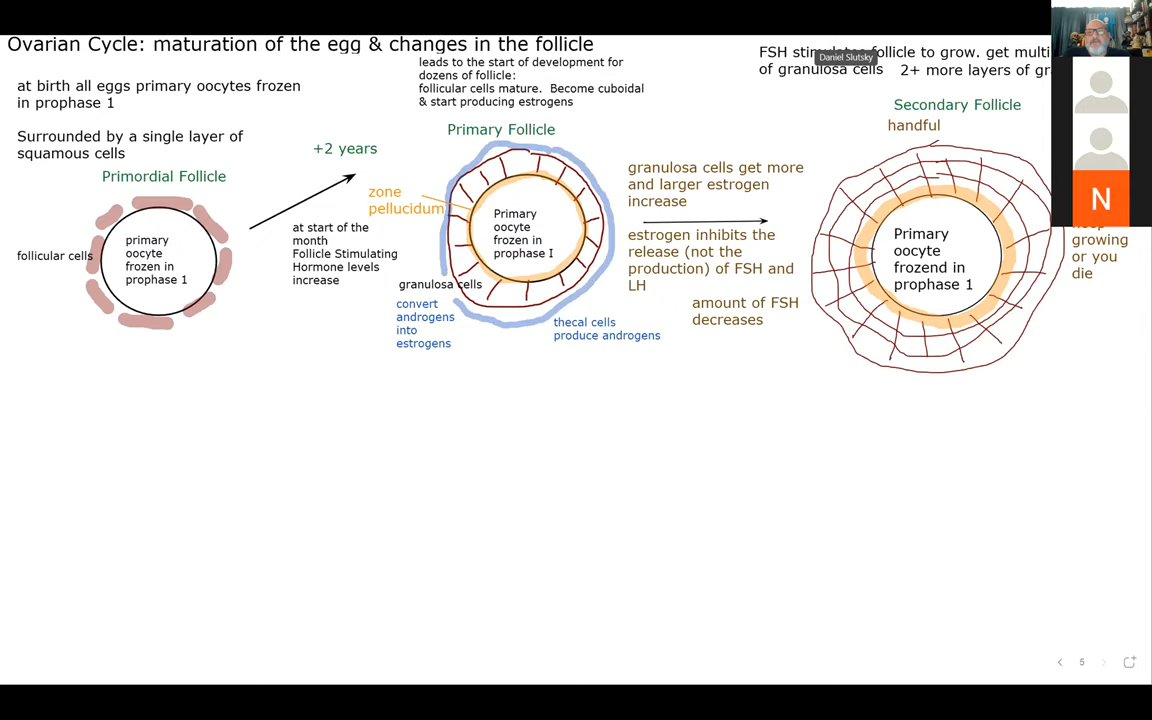 Ovarian Cycle: maturation of the egg & changes in the follicle
at birth all eggs primary oocytes frozen
in prophase 1
Surrounded by a single layer of
squamous cells
Primordial Follicle
follicular cells
primary
oocyte
frozen in
prophase 1
+2 years
at start of the
month
Follicle Stimulating
Hormone levels
increase
leads to the start of development for
dozens of follicle:
follicular cells mature. Become cuboidal
& start producing estrogens
Primary Follicle
zone
pellucidum
Primary
oocyte
frozen in
prophase I
granulosa cells
convert
androgens
into
estrogens
thecal cells
produce androgens
granulosa cells get more
and larger estrogen
increase
estrogen inhibits the
release (not the
production) of FSH and
LH
amount of FSH
decreases
FSH follicle to grow. get
of granulosa cells 2+ more layers of
Daniel Slutsky
Secondary Follicle
handful
Primary
oocyte
frozend in
prophase 1
growing
or you
die
N
5